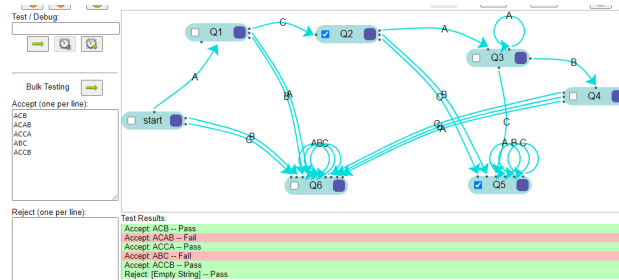 Test / Debug:
Bulk Testing
Accept (one per line):
ACB
ACAB
ACCA
ABC
ACCB
Reject (one per line):
start
Q1
Q2
Q3
Q4
Q5
Q6
A
C
A
A
B
C
B
A
B
C
A B C
ABC
Test Results:
Accept: ACB -- Pass
Accept: ACAB -- Fail
Accept: ACCA -- Pass
Accept: ABC -- Fail
Accept: ACCB -- Pass
Reject: [Empty String] -- Pass